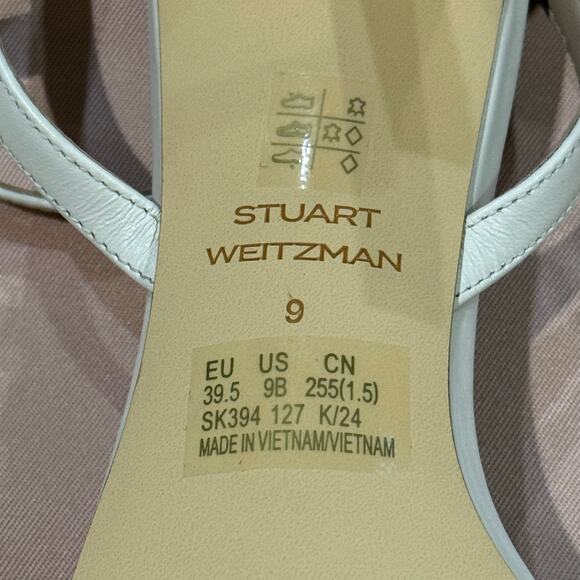 STUART
WEITZMAN
9
EU US CN
39.5 9B 255(1.5)
SK394 127 K/24
MADE IN VIETNAM/VIETNAM